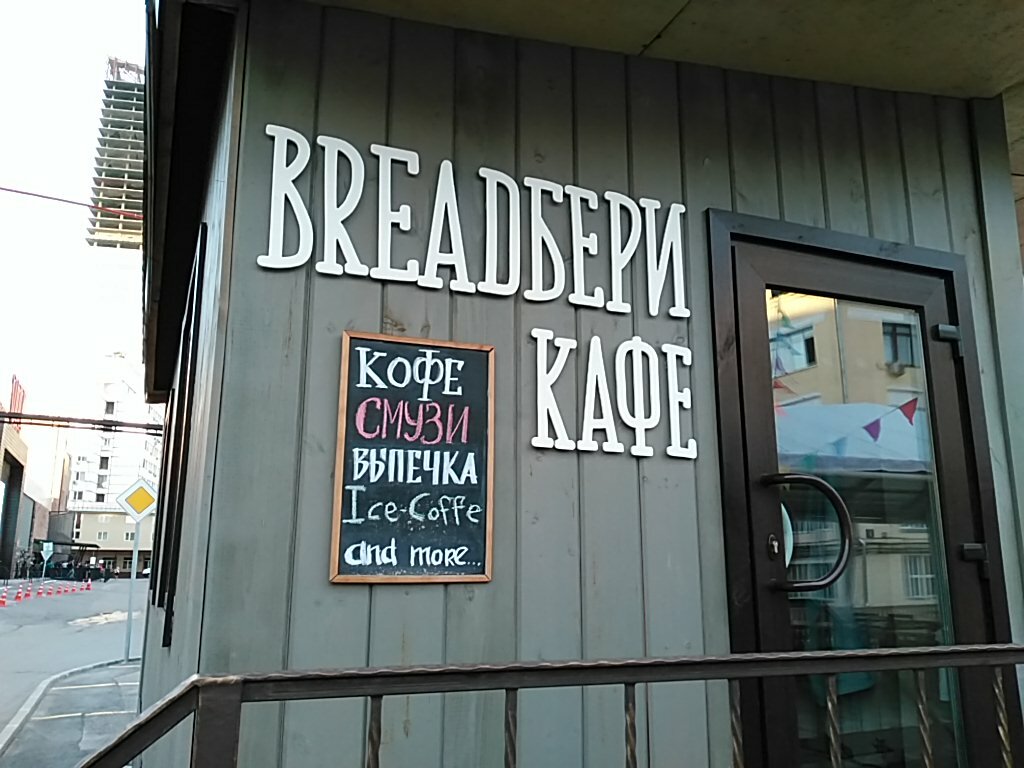 BREADБЕРИ
КАФЕ
КОФЕ
СМУЗИ
ВЫПЕЧКА
Ice-Coffe
and more...